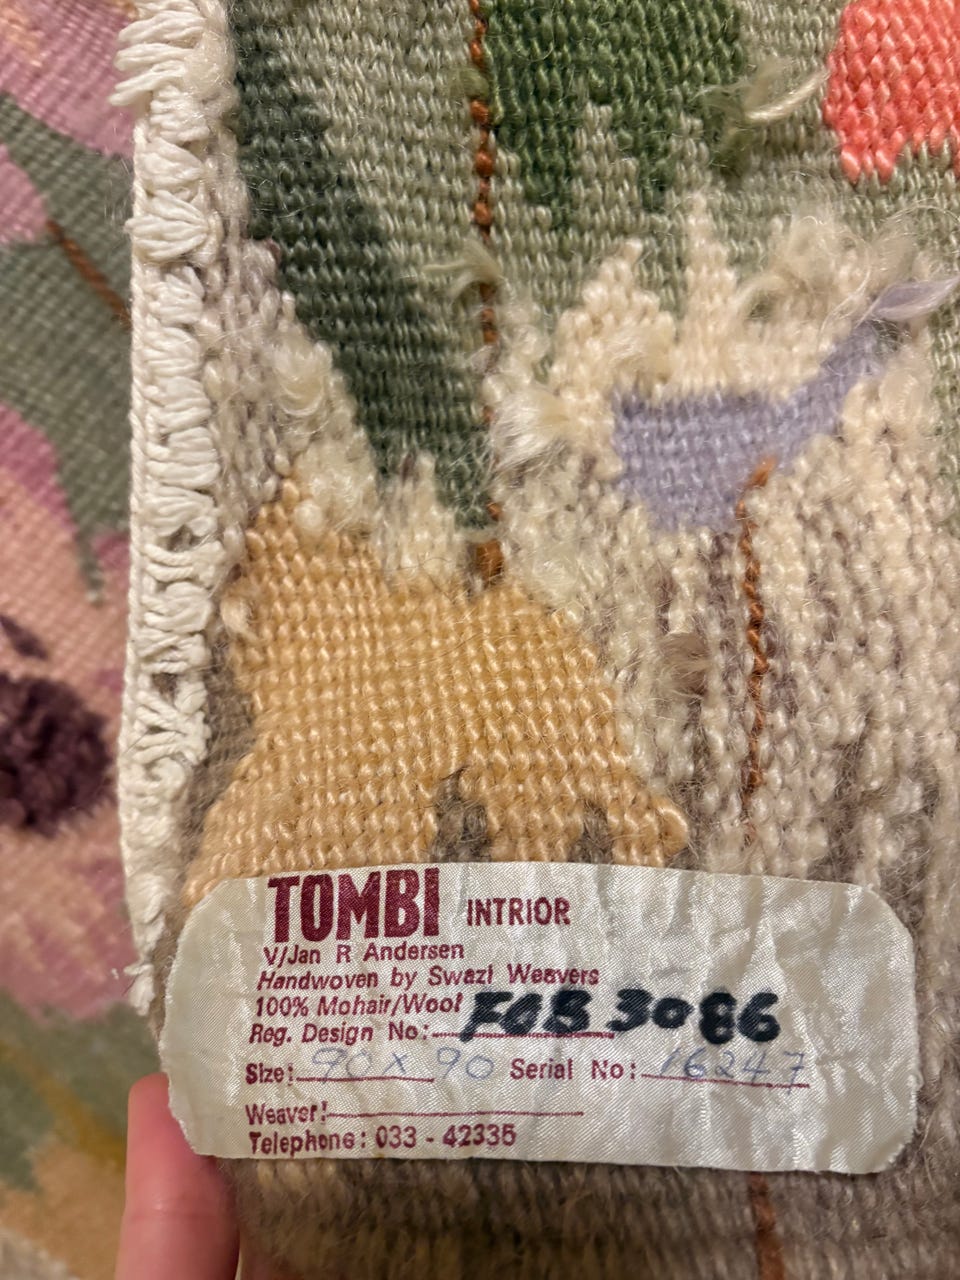 TOMBI INTRIOR
V/Jan R Andersen
Handwoven by Swazi Weavers
100% Mohair/Wool
Reg. Design No: FGB 3086
Size: 90 x 90 Serial No: 16247
Weaver:
Telephone: 033 - 42335